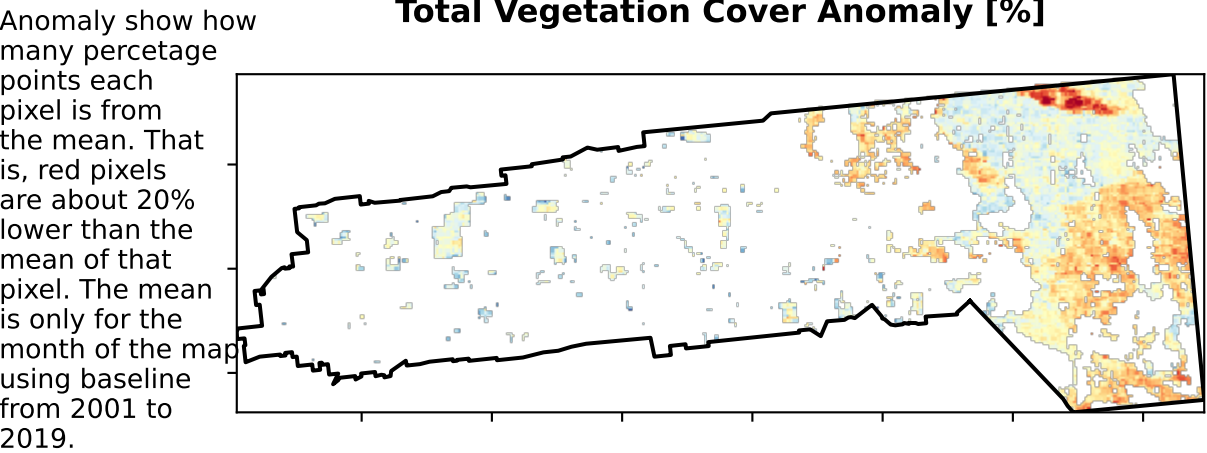 Total Vegetation Cover Anomaly [%]
Anomaly show how
many percetage
points each
pixel is from
the mean. That
is, red pixels
are about 20%
lower than the
mean of that
pixel. The mean
is only for the
month of the map
using baseline
from 2001 to
2019.